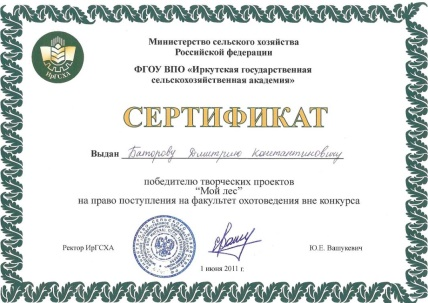 Министерство сельского хозяйства
Российской федерации
ФГОУ ВПО «Иркутская государственная
сельскохозяйственная академия»
ИрГСХА
СЕРТИФИКАТ
Выдан Баторову Дмитрию Константиновичу
победителю творческих проектов
"Мой лес"
на право поступления на факультет охотоведения вне конкурса
Ректор ИрГСХА
Ю.Е. Вашукевич
1 июня 2011 г.